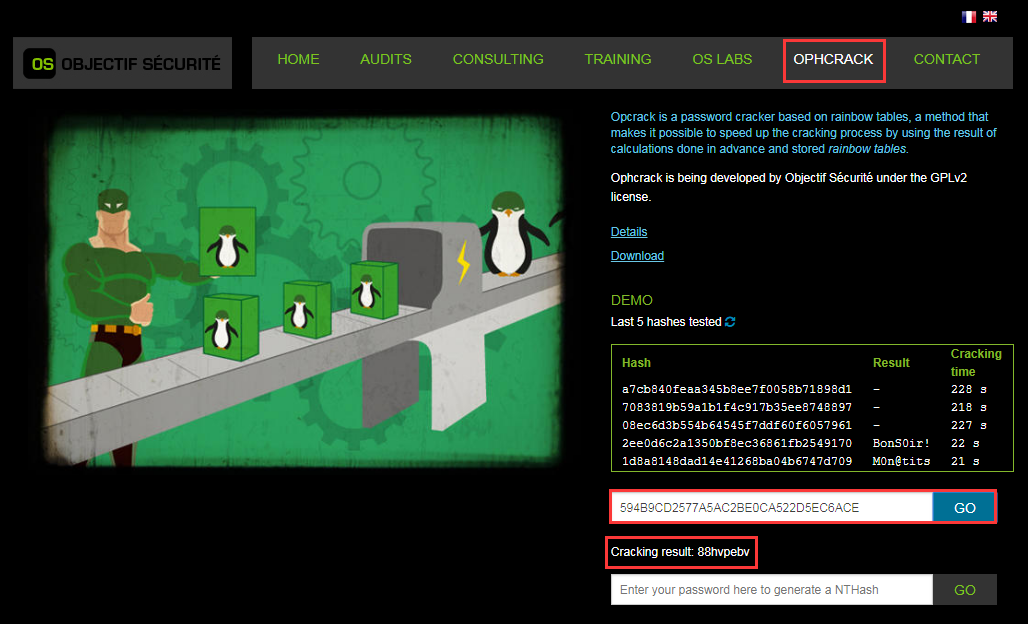 OS OBJECTIF SÉCURITÉ
HOME AUDITS CONSULTING TRAINING OS LABS OPHCRACK CONTACT
Opcrack is a password cracker based on rainbow tables, a method that
makes it possible to speed up the cracking process by using the result of
calculations done in advance and stored rainbow tables.
Ophcrack is being developed by Objectif Sécurité under the GPLv2
license.
Details
Download
DEMO
Last 5 hashes tested
Hash Result Cracking time
a7cb840feaa345b8ee7f0058b71898d1 – 228 s
7083819b59a1b1f4c917b35ee8748897 – 218 s
08ec6d3b554b64545f7ddf60f6057961 – 227 s
2ee0d6c2a1350bf8ec36861fb2549170 BonS0ir! 22 s
1d8a8148dad14e41268ba04b6747d709 M0n@tits 21 s
594B9CD2577A5AC2BE0CA522D5EC6ACE GO
Cracking result: 88hvpebv
Enter your password here to generate a NTHash GO